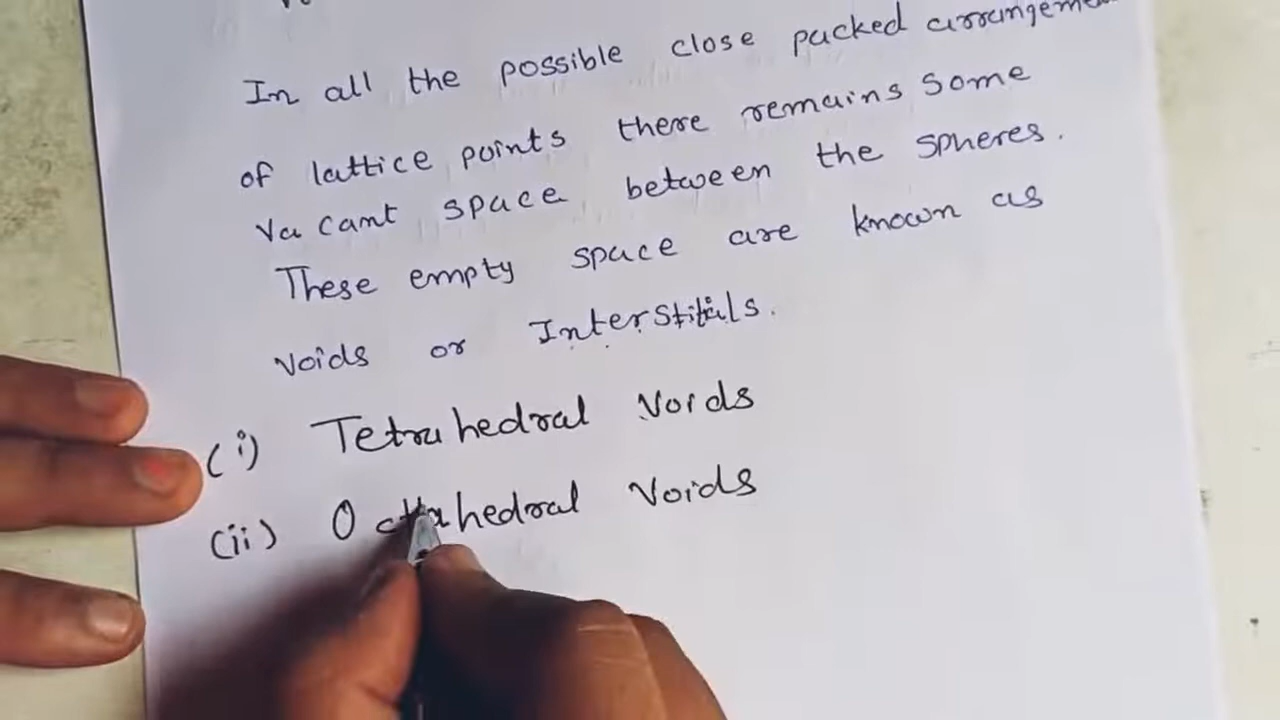 In all the possible close packed arrangeme
of lattice points there remains some
Vacant space between the spheres.
These empty space are known as
voids or Interstitials.
(i) Tetrahedral Voids
(ii) Octahedral Voids